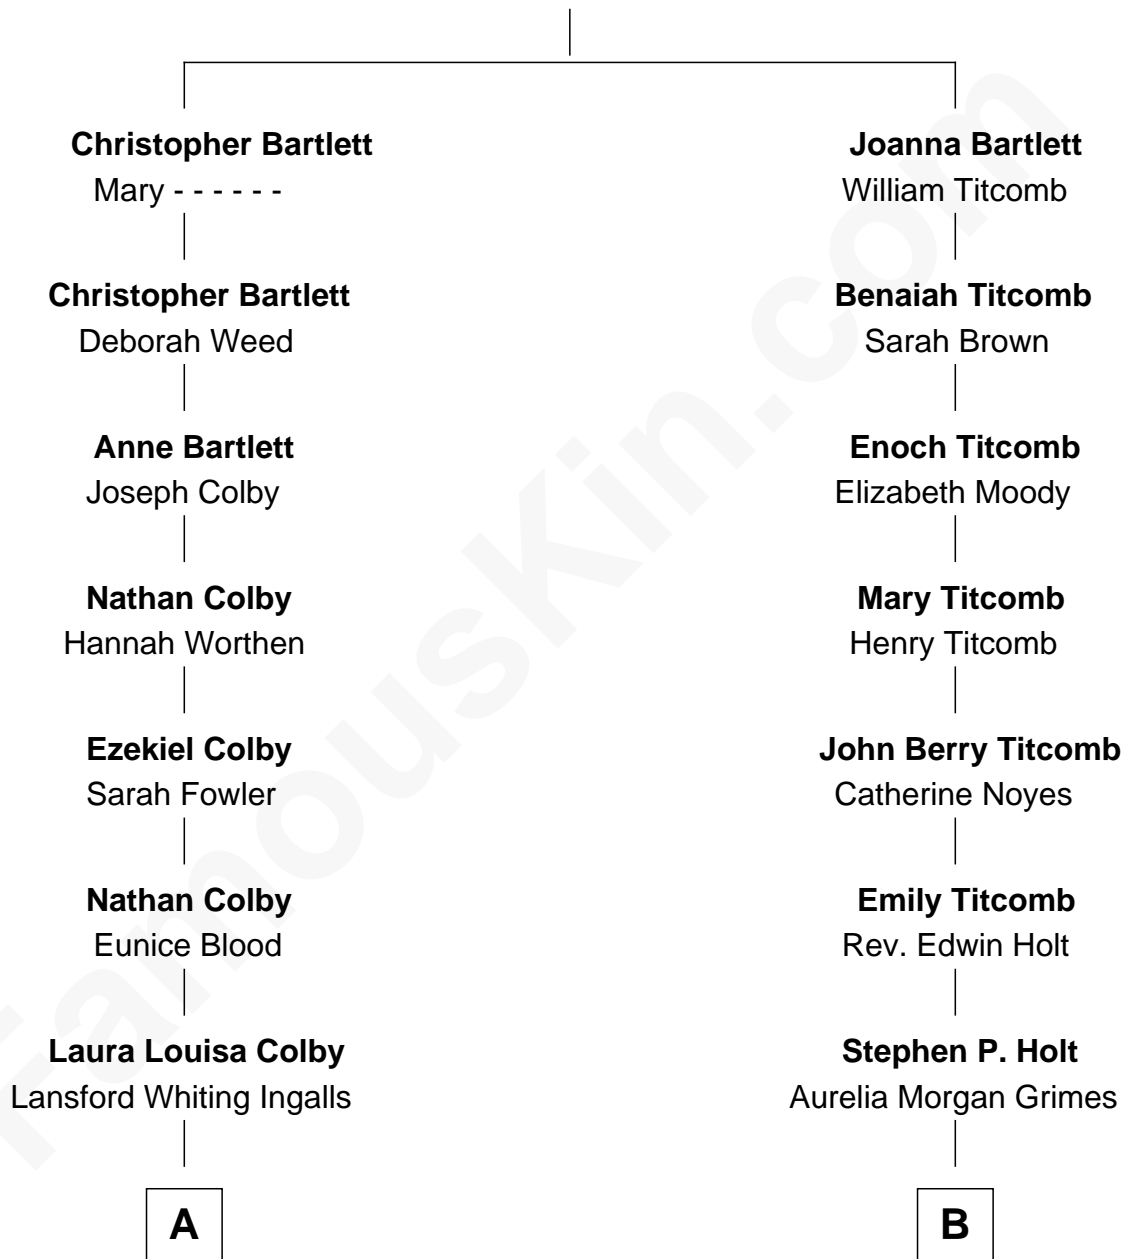 Christopher Bartlett
Mary - - - - - -
Joanna Bartlett
William Titcomb
Christopher Bartlett
Deborah Weed
Benaiah Titcomb
Sarah Brown
Anne Bartlett
Joseph Colby
Enoch Titcomb
Elizabeth Moody
Nathan Colby
Hannah Worthen
Mary Titcomb
Henry Titcomb
Ezekiel Colby
Sarah Fowler
John Berry Titcomb
Catherine Noyes
Nathan Colby
Eunice Blood
Emily Titcomb
Rev. Edwin Holt
Laura Louisa Colby
Lansford Whiting Ingalls
Stephen P. Holt
Aurelia Morgan Grimes
A
B
FamousKin.com